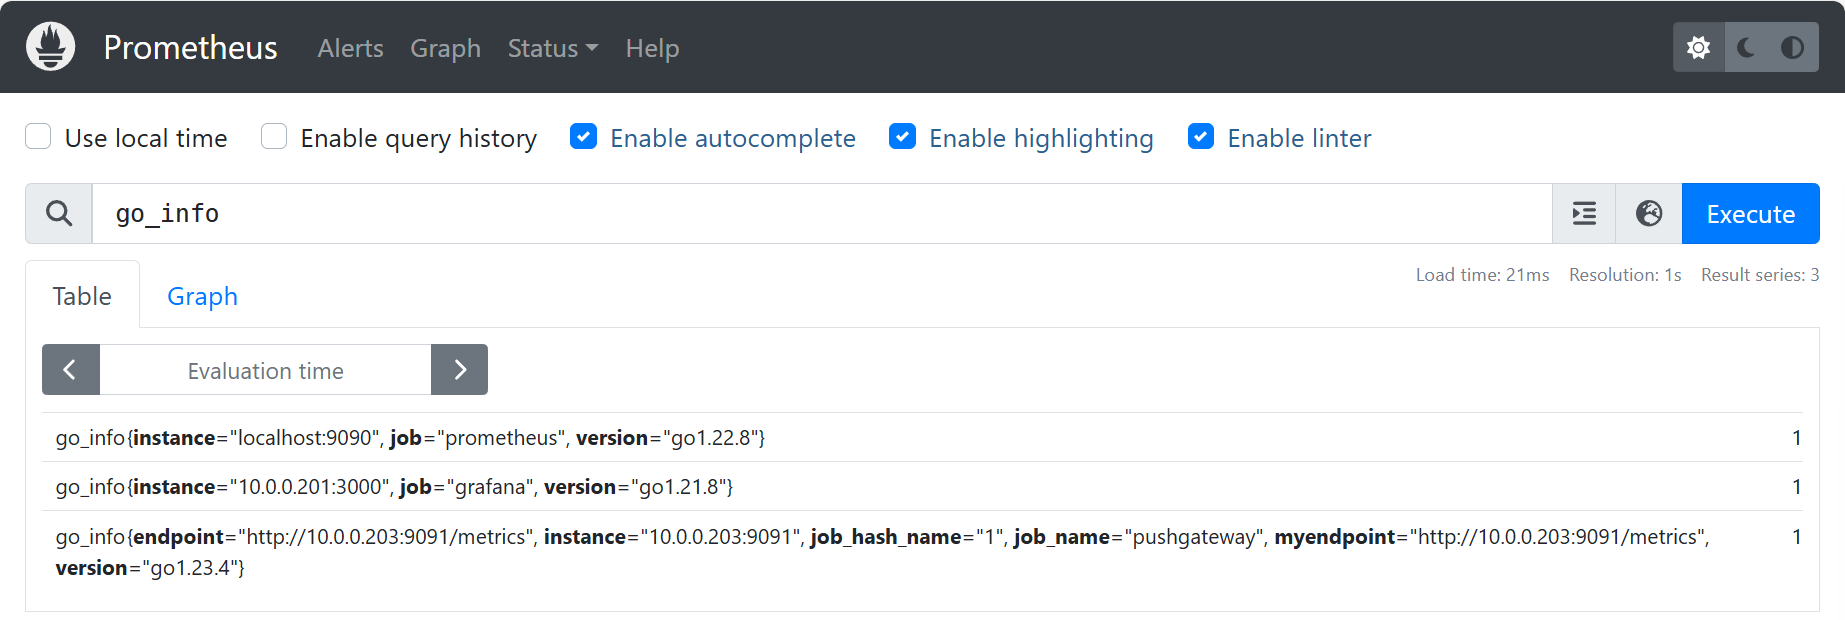 Prometheus Alerts Graph Status Help
Use local time Enable query history Enable autocomplete Enable highlighting Enable linter
go_info Execute
Table Graph Load time: 21ms Resolution: 1s Result series: 3
Evaluation time
go_info{instance="localhost:9090", job="prometheus", version="go1.22.8"} 1
go_info{instance="10.0.0.201:3000", job="grafana", version="go1.21.8"} 1
go_info{endpoint="http://10.0.0.203:9091/metrics", instance="10.0.0.203:9091", job_hash_name="1", job_name="pushgateway", myendpoint="http://10.0.0.203:9091/metrics", 1
version="go1.23.4"}